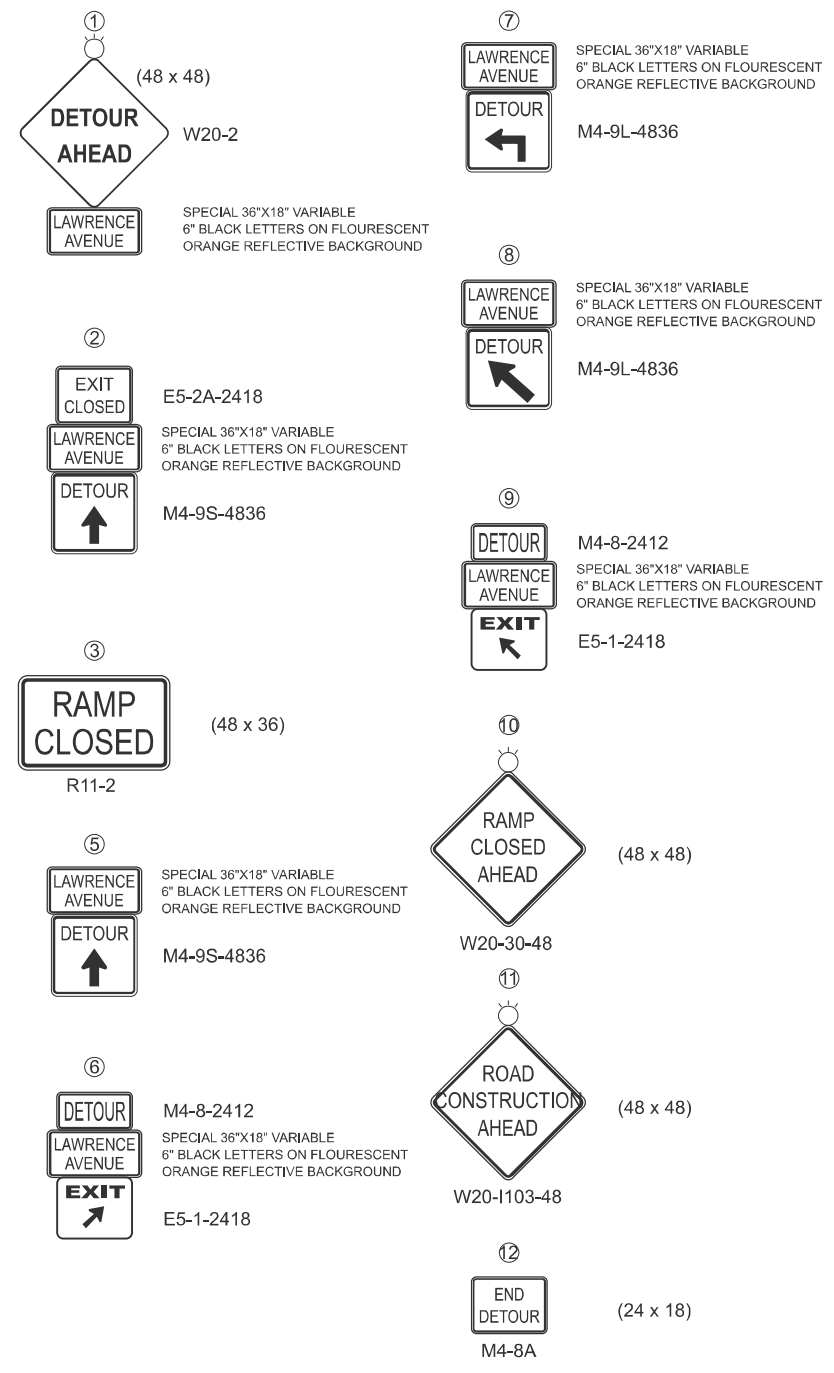 ①
(48 x 48)
DETOUR
AHEAD
W20-2
LAWRENCE
AVENUE
SPECIAL 36"X18" VARIABLE
6" BLACK LETTERS ON FLOURESCENT
ORANGE REFLECTIVE BACKGROUND
②
EXIT
CLOSED
E5-2A-2418
LAWRENCE
AVENUE
SPECIAL 36"X18" VARIABLE
6" BLACK LETTERS ON FLOURESCENT
ORANGE REFLECTIVE BACKGROUND
DETOUR
M4-9S-4836
③
RAMP
CLOSED
(48 x 36)
R11-2
⑤
LAWRENCE
AVENUE
SPECIAL 36"X18" VARIABLE
6" BLACK LETTERS ON FLOURESCENT
ORANGE REFLECTIVE BACKGROUND
DETOUR
M4-9S-4836
⑥
DETOUR
M4-8-2412
LAWRENCE
AVENUE
SPECIAL 36"X18" VARIABLE
6" BLACK LETTERS ON FLOURESCENT
ORANGE REFLECTIVE BACKGROUND
EXIT
E5-1-2418
⑦
LAWRENCE
AVENUE
SPECIAL 36"X18" VARIABLE
6" BLACK LETTERS ON FLOURESCENT
ORANGE REFLECTIVE BACKGROUND
DETOUR
M4-9L-4836
⑧
LAWRENCE
AVENUE
SPECIAL 36"X18" VARIABLE
6" BLACK LETTERS ON FLOURESCENT
ORANGE REFLECTIVE BACKGROUND
DETOUR
M4-9L-4836
⑨
DETOUR
M4-8-2412
LAWRENCE
AVENUE
SPECIAL 36"X18" VARIABLE
6" BLACK LETTERS ON FLOURESCENT
ORANGE REFLECTIVE BACKGROUND
EXIT
E5-1-2418
⑩
RAMP
CLOSED
AHEAD
(48 x 48)
W20-30-48
⑪
ROAD
CONSTRUCTION
AHEAD
(48 x 48)
W20-I103-48
⑫
END
DETOUR
(24 x 18)
M4-8A